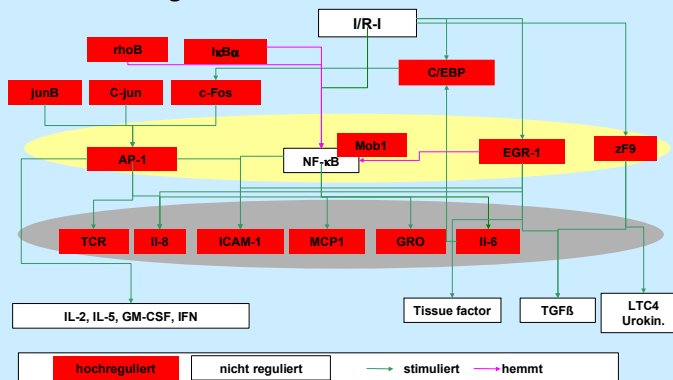 I/R-I
rhoB
IκBα
C/EBP
junB
C-jun
c-Fos
Mob1
AP-1
NF-κB
EGR-1
zF9
TCR
Il-8
ICAM-1
MCP1
GRO
Il-6
IL-2, IL-5, GM-CSF, IFN
Tissue factor
TGFß
LTC4
Urokin.
hochreguliert
nicht reguliert
stimuliert
hemmt